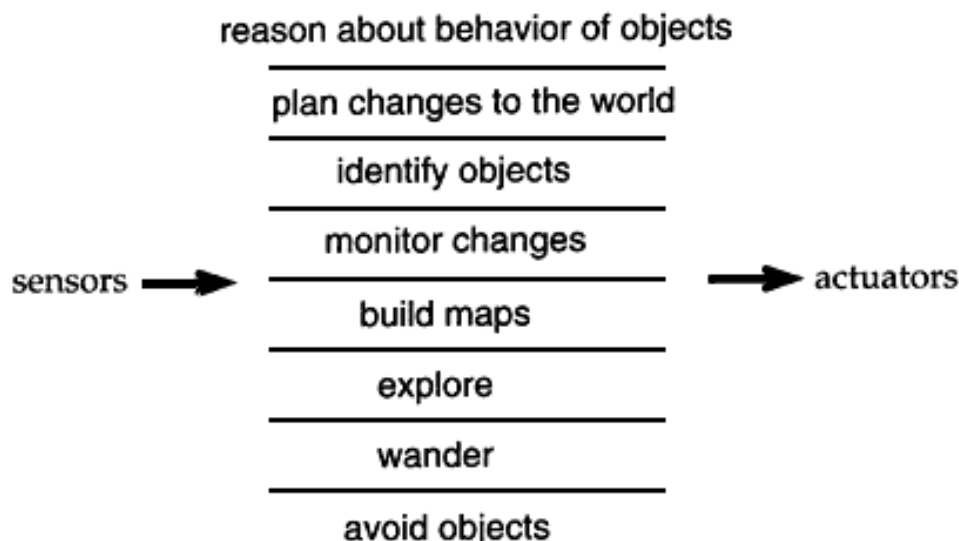 reason about behavior of objects
plan changes to the world
identify objects
monitor changes
sensors
actuators
build maps
explore
wander
avoid objects